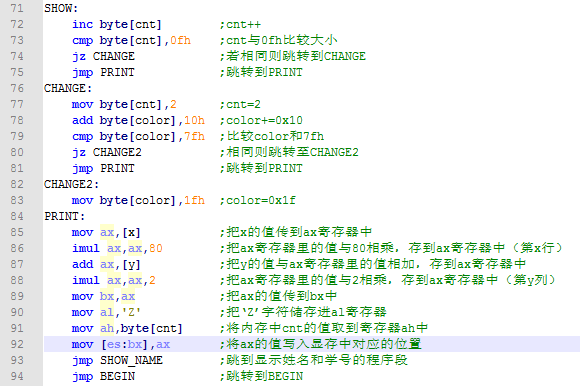 71 SHOW:
72 inc byte[cnt] ;cnt++
73 cmp byte[cnt],0fh ;cnt与0fh比较大小
74 jz CHANGE ;若相同则跳转到CHANGE
75 jmp PRINT ;跳转到PRINT
76 CHANGE:
77 mov byte[cnt],2 ;cnt=2
78 add byte[color],10h ;color+=0x10
79 cmp byte[color],7fh ;比较color和7fh
80 jz CHANGE2 ;相同则跳转至CHANGE2
81 jmp PRINT ;跳转到PRINT
82 CHANGE2:
83 mov byte[color],1fh ;color=0x1f
84 PRINT:
85 mov ax,[x] ;把x的值传到ax寄存器中
86 imul ax,ax,80 ;把ax寄存器里的值与80相乘，存到ax寄存器中（第x行）
87 add ax,[y] ;把y的值与ax寄存器里的值相加，存到ax寄存器中
88 imul ax,ax,2 ;把ax寄存器里的值与2相乘，存到ax寄存器中（第y列）
89 mov bx,ax ;把ax的值传到bx中
90 mov al,'Z' ;把'Z'字符储存进al寄存器
91 mov ah,byte[cnt] ;将内存中cnt的值取到寄存器ah中
92 mov [es:bx],ax ;将ax的值写入显存中对应的位置
93 jmp SHOW_NAME ;跳到显示姓名和学号的程序段
94 jmp BEGIN ;跳转到BEGIN